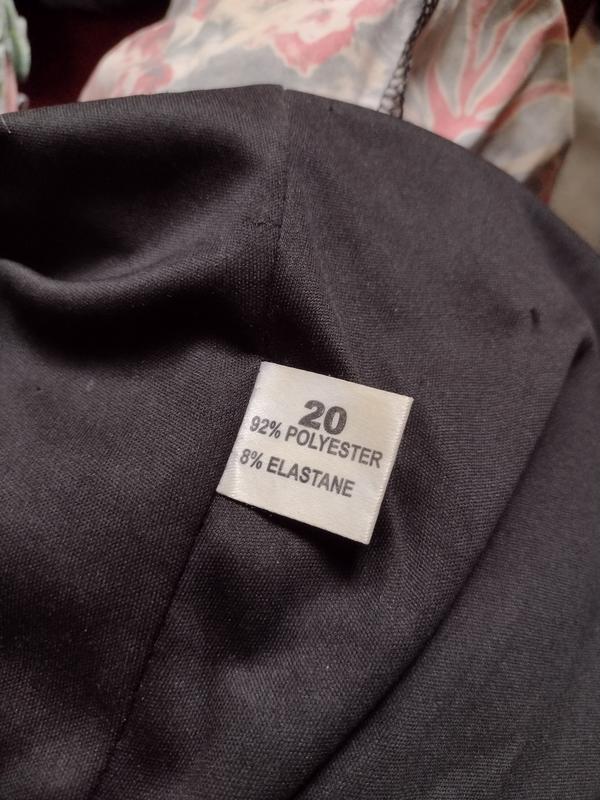 20
92% POLYESTER
8% ELASTANE